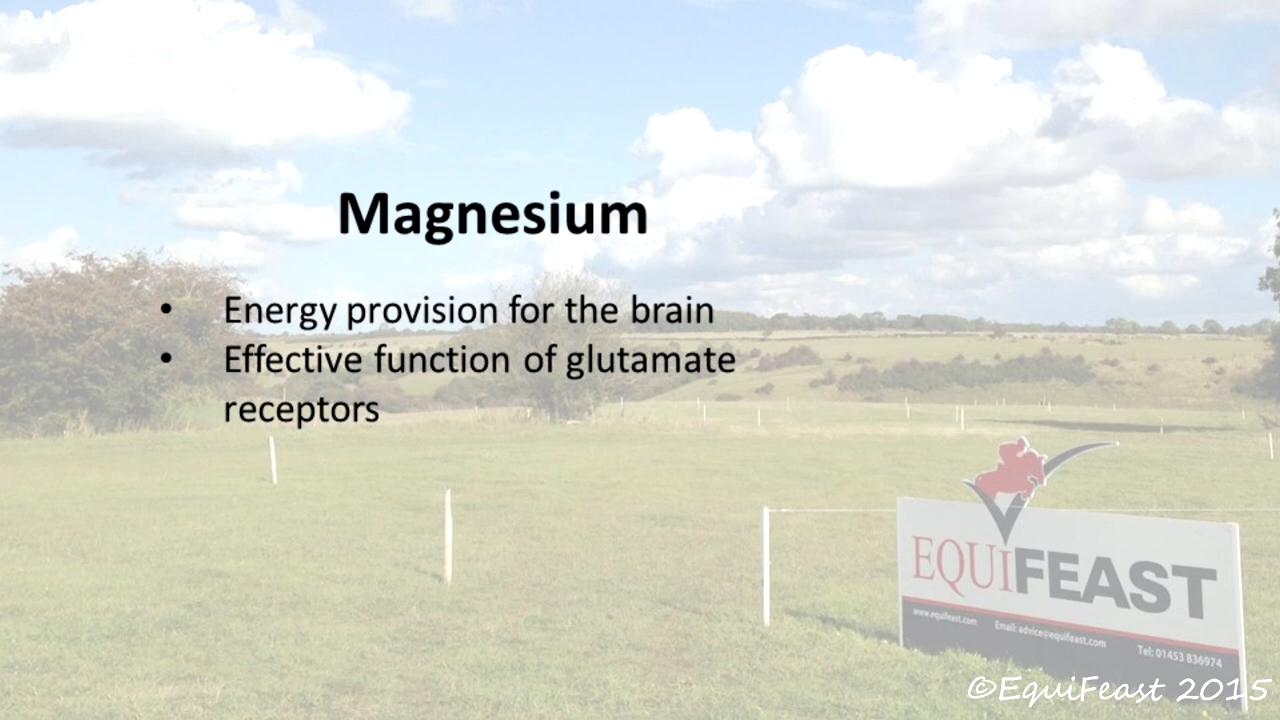 Magnesium
• Energy provision for the brain
• Effective function of glutamate
receptors
EQUIFEAST
www.equifeast.com Email: advice@equifeast.com Tel: 01453 836974
©EquiFeast 2015